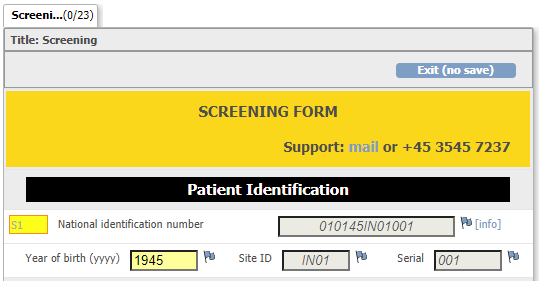 Screeni...(0/23)
Title: Screening
Exit (no save)
SCREENING FORM
Support: mail or +45 3545 7237
Patient Identification
S1 National identification number 010145IN01001 [info]
Year of birth (yyyy) 1945 Site ID IN01 Serial 001